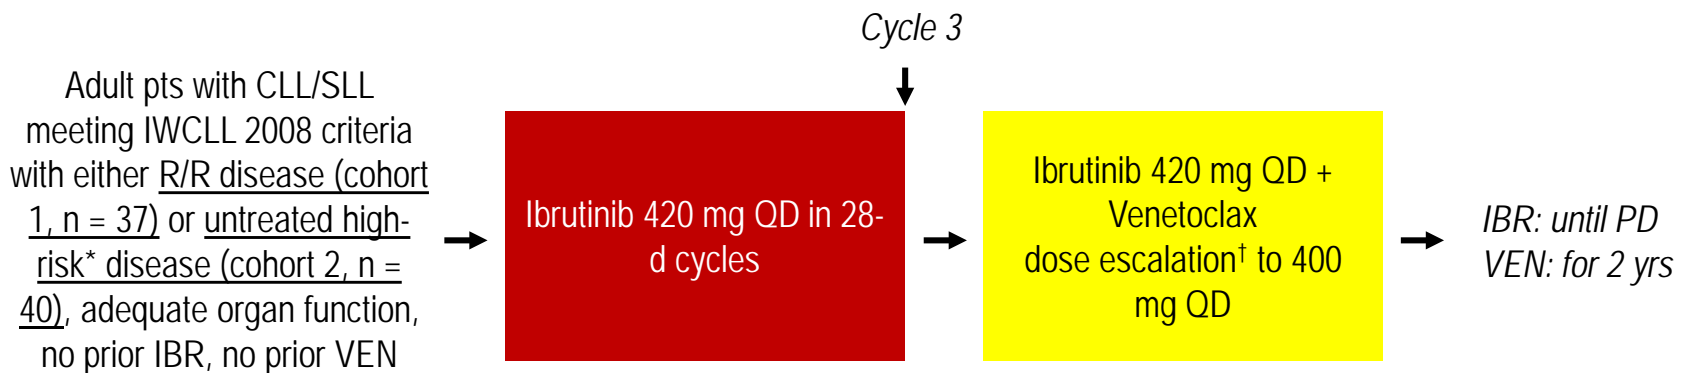 Cycle 3
Adult pts with CLL/SLL
meeting IWCLL 2008 criteria
with either R/R disease (cohort
1, n = 37) or untreated high-
risk* disease (cohort 2, n =
40), adequate organ function,
no prior IBR, no prior VEN
Ibrutinib 420 mg QD in 28-
d cycles
Ibrutinib 420 mg QD +
Venetoclax
dose escalation† to 400
mg QD
IBR: until PD
VEN: for 2 yrs